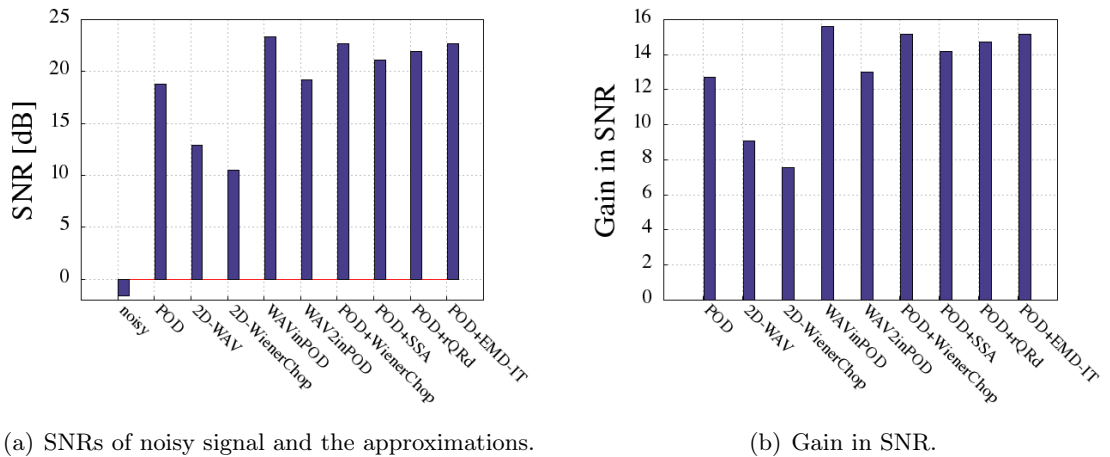 25
20
15
10
5
0
SNR [dB]
noisy
POD
2D-WAV
2D-WienerChop
WAVinPOD
WAV2inPOD
POD+WienerChop
POD+SSA
POD+rQRd
POD+EMD-IT
(a) SNRs of noisy signal and the approximations.
16
14
12
10
8
6
4
2
0
Gain in SNR
POD
2D-WAV
2D-WienerChop
WAVinPOD
WAV2inPOD
POD+WienerChop
POD+SSA
POD+rQRd
POD+EMD-IT
(b) Gain in SNR.